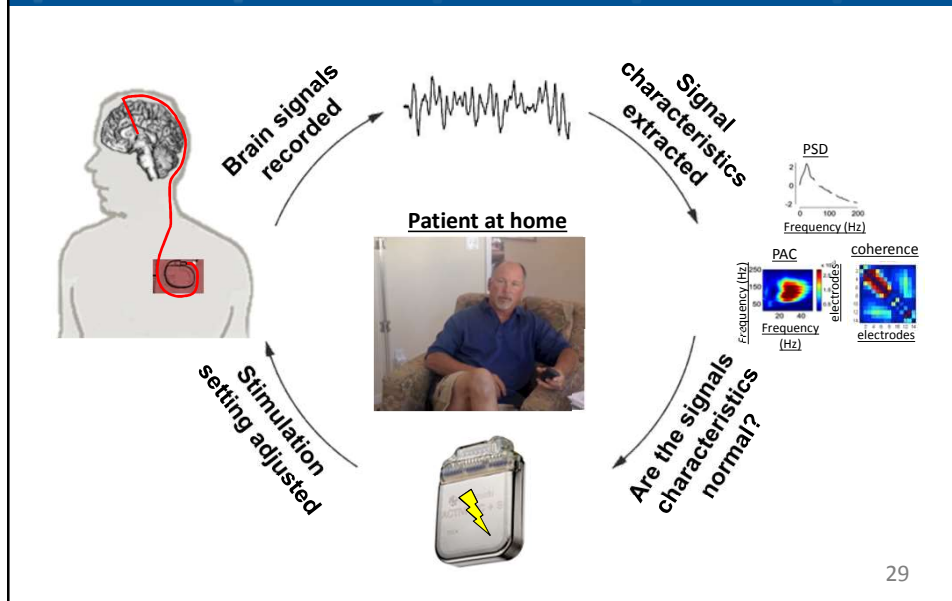 Brain signals
recorded
Signal
characteristics
extracted
PSD
2
0
-2
0 100 200
Frequency (Hz)
Patient at home
PAC
coherence
Frequency (Hz)
250
150
50
20 40
Frequency
(Hz)
electrodes
electrodes
Are the signals
characteristics
normal?
Stimulation
setting adjusted
29